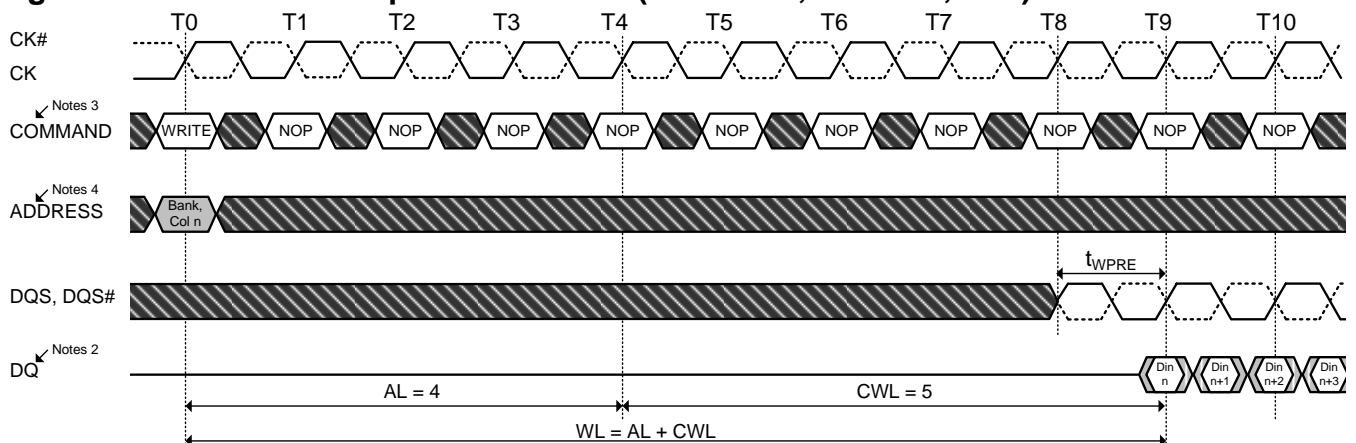 T0 T1 T2 T3 T4 T5 T6 T7 T8 T9 T10
CK#
CK
Notes 3
COMMAND
WRITE NOP NOP NOP NOP NOP NOP NOP NOP NOP NOP
Notes 4
ADDRESS
Bank,
Col n
tWPRE
DQS, DQS#
Notes 2
DQ
Din n
Din n+1
Din n+2
Din n+3
AL = 4
CWL = 5
WL = AL + CWL